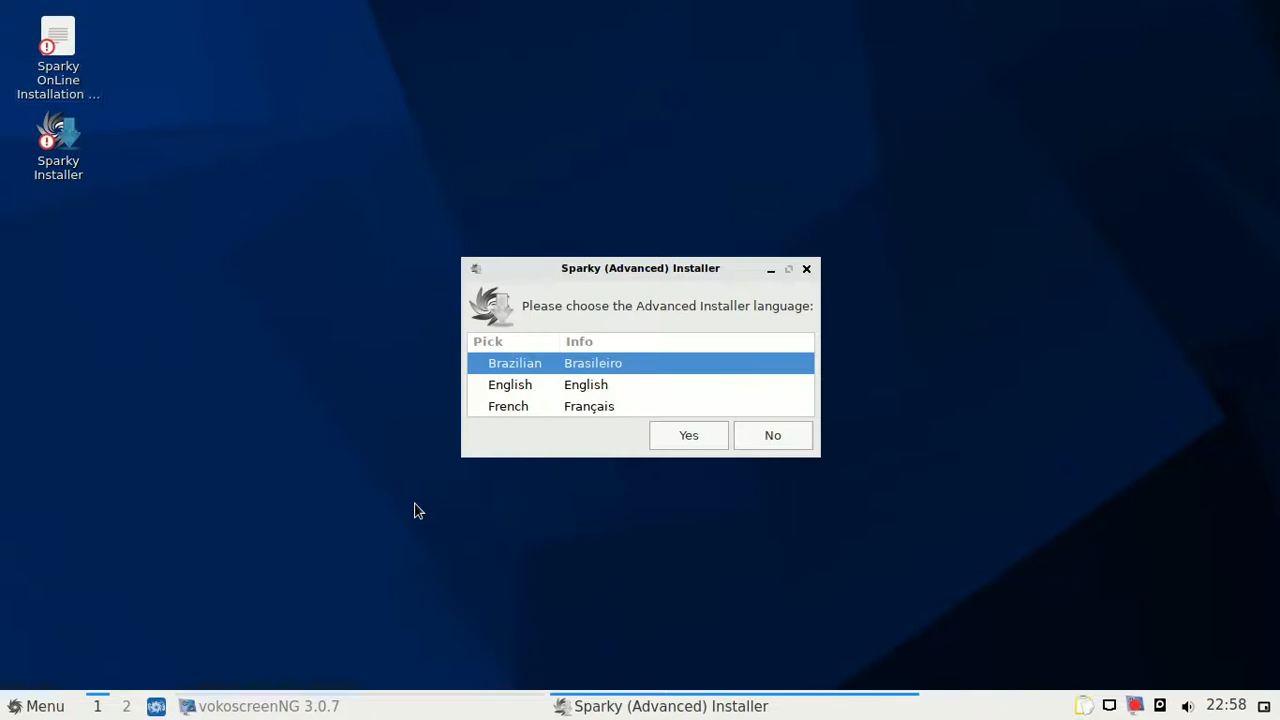 Sparky
OnLine
Installation ...
Sparky
Installer
Sparky (Advanced) Installer
Please choose the Advanced Installer language:
Pick Info
Brazilian Brasileiro
English English
French Français
Yes No
Menu 1 2 vokoscreenNG 3.0.7 Sparky (Advanced) Installer 22:58